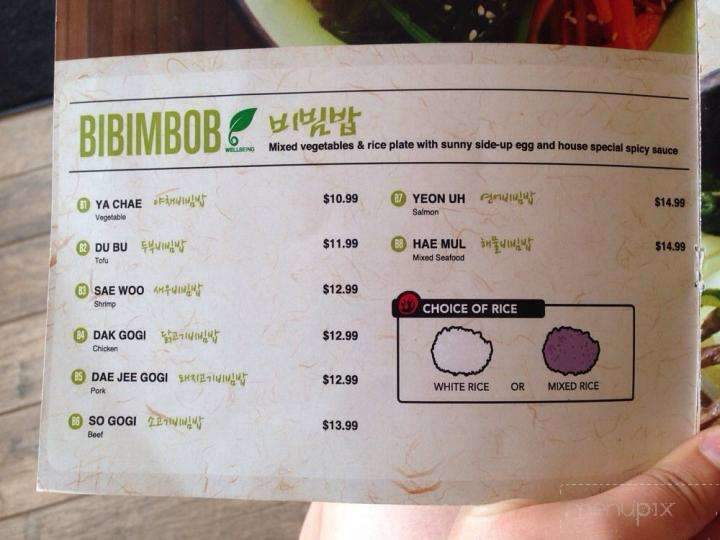 BIBIMBOB WELLBEING 비빔밥
Mixed vegetables & rice plate with sunny side-up egg and house special spicy sauce
B1 YA CHAE 야채비빔밥 $10.99
Vegetable
B2 DU BU 두부비빔밥 $11.99
Tofu
B3 SAE WOO 새우비빔밥 $12.99
Shrimp
B4 DAK GOGI 닭고기비빔밥 $12.99
Chicken
B5 DAE JEE GOGI 돼지고기비빔밥 $12.99
Pork
B6 SO GOGI 소고기비빔밥 $13.99
Beef
B7 YEON UH 연어비빔밥 $14.99
Salmon
B8 HAE MUL 해물비빔밥 $14.99
Mixed Seafood
CHOICE OF RICE
WHITE RICE OR MIXED RICE
menupix